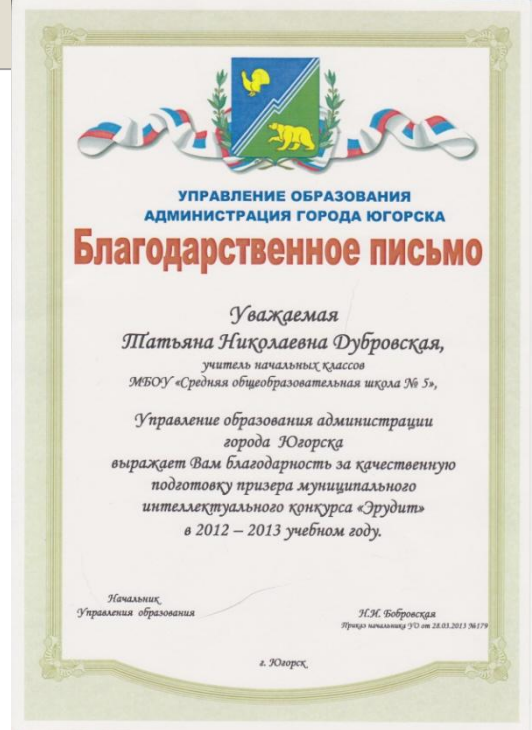 УПРАВЛЕНИЕ ОБРАЗОВАНИЯ
АДМИНИСТРАЦИЯ ГОРОДА ЮГОРСКА
Благодарственное письмо
Уважаемая
Татьяна Николаевна Дубровская,
учитель начальных классов
МБОУ «Средняя общеобразовательная школа № 5»,
Управление образования администрации
города Югорска
выражает Вам благодарность за качественную
подготовку призера муниципального
интеллектуального конкурса «Эрудит»
в 2012 – 2013 учебном году.
Начальник
Управления образования
Н.И. Бобровская
Приказ начальника УО от 28.03.2013 №179
г. Югорск